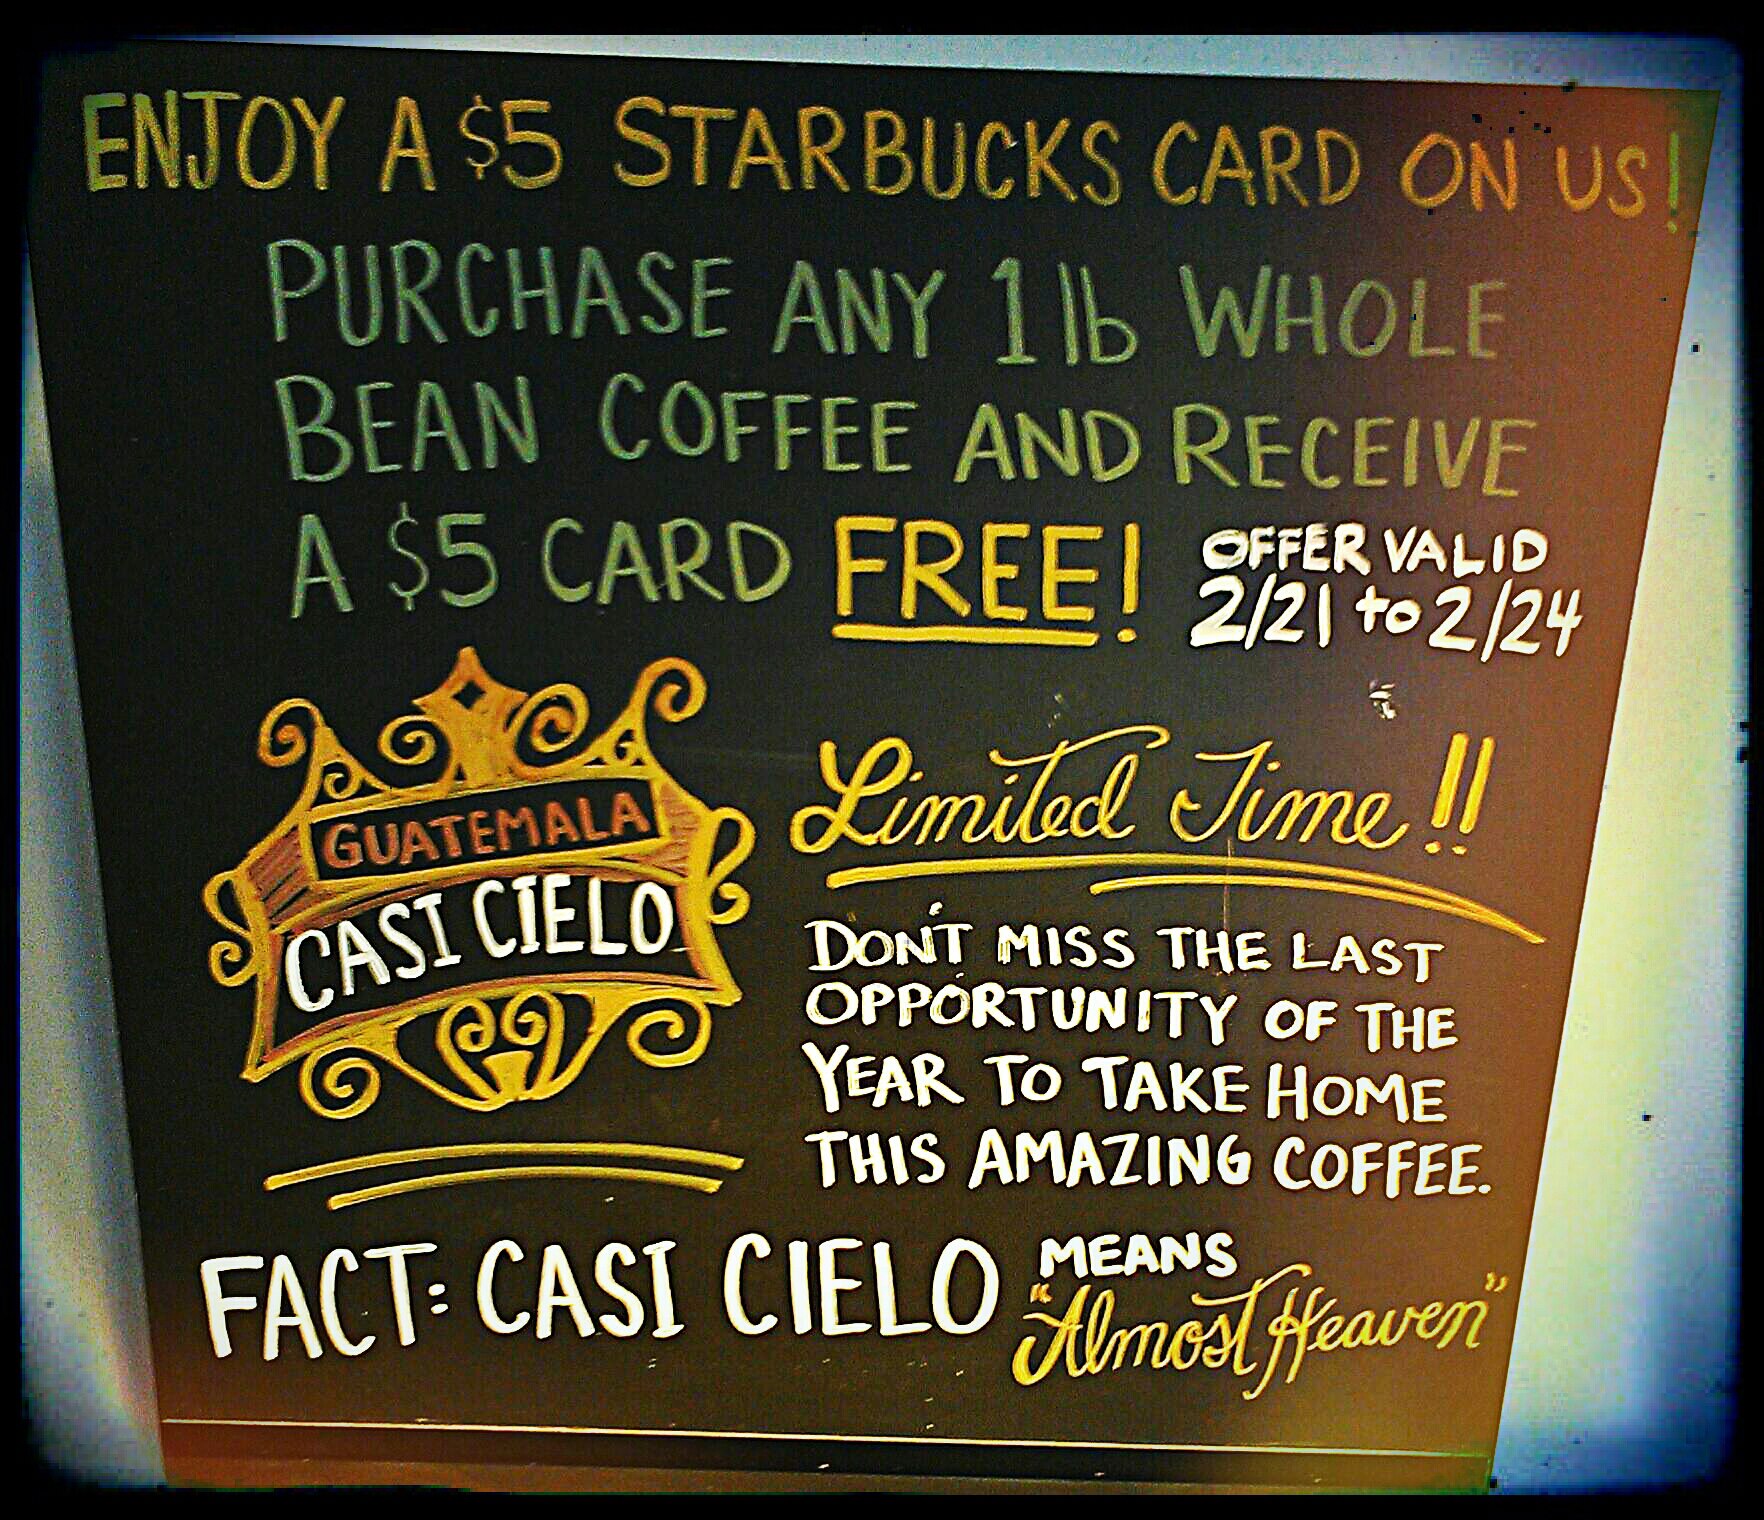 ENJOY A $5 STARBUCKS CARD ON US!
PURCHASE ANY 1 lb WHOLE
BEAN COFFEE AND RECEIVE
A $5 CARD FREE!
OFFER VALID
2/21 to 2/24
GUATEMALA
CASI CIELO
Limited Time!!
DON'T MISS THE LAST
OPPORTUNITY OF THE
YEAR TO TAKE HOME
THIS AMAZING COFFEE.
FACT: CASI CIELO MEANS
"Almost Heaven"